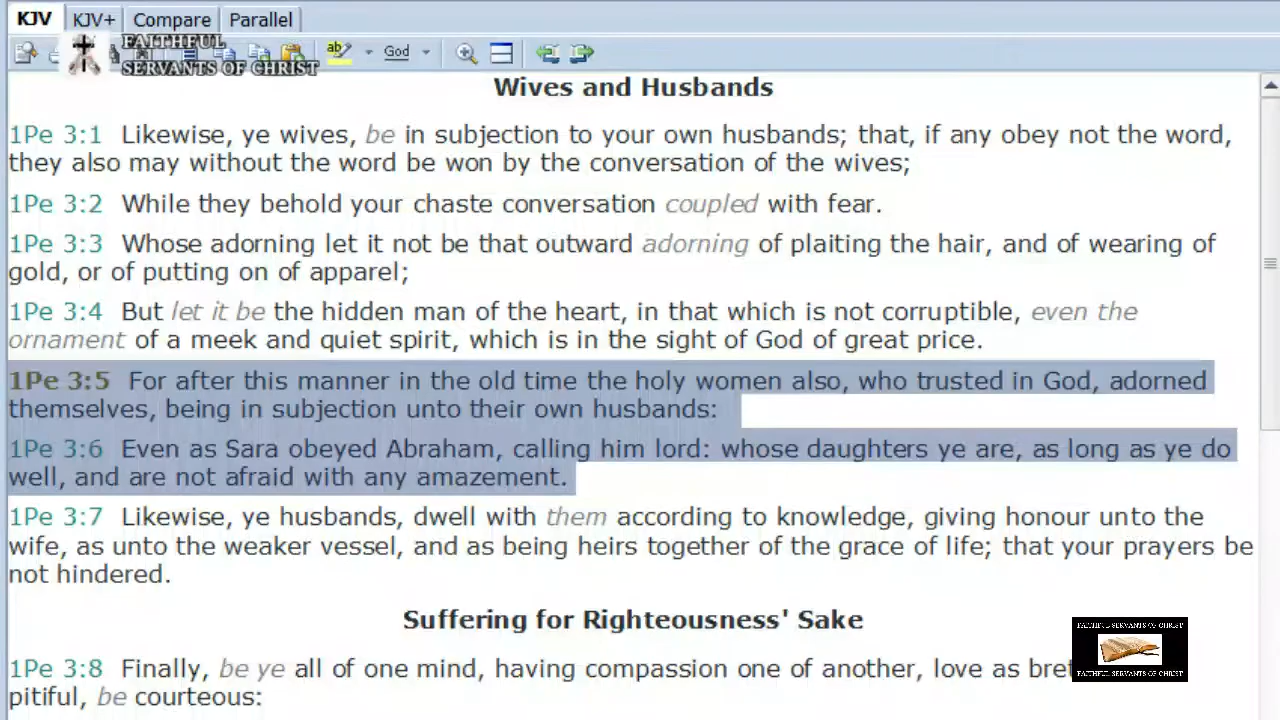 KJV KJV+ Compare Parallel
FAITHFUL
SERVANTS OF CHRIST
ab God
Wives and Husbands
1Pe 3:1 Likewise, ye wives, be in subjection to your own husbands; that, if any obey not the word,
they also may without the word be won by the conversation of the wives;
1Pe 3:2 While they behold your chaste conversation coupled with fear.
1Pe 3:3 Whose adorning let it not be that outward adorning of plaiting the hair, and of wearing of
gold, or of putting on of apparel;
1Pe 3:4 But let it be the hidden man of the heart, in that which is not corruptible, even the
ornament of a meek and quiet spirit, which is in the sight of God of great price.
1Pe 3:5 For after this manner in the old time the holy women also, who trusted in God, adorned
themselves, being in subjection unto their own husbands:
1Pe 3:6 Even as Sara obeyed Abraham, calling him lord: whose daughters ye are, as long as ye do
well, and are not afraid with any amazement.
1Pe 3:7 Likewise, ye husbands, dwell with them according to knowledge, giving honour unto the
wife, as unto the weaker vessel, and as being heirs together of the grace of life; that your prayers be
not hindered.
Suffering for Righteousness' Sake
FAITHFUL SERVANTS OF CHRIST
1Pe 3:8 Finally, be ye all of one mind, having compassion one of another, love as
FAITHFUL SERVANTS OF CHRIST
pitiful, be courteous: